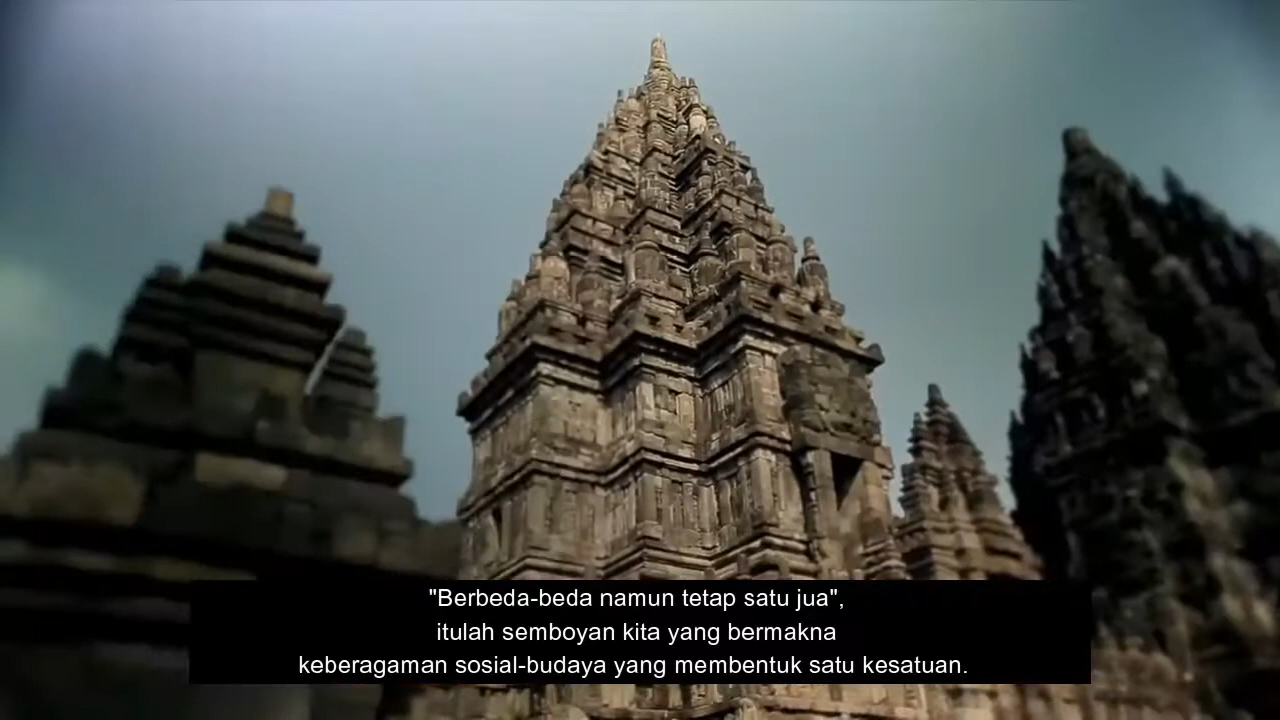 "Berbeda-beda namun tetap satu jua",
itulah semboyan kita yang bermakna
keberagaman sosial-budaya yang membentuk satu kesatuan.